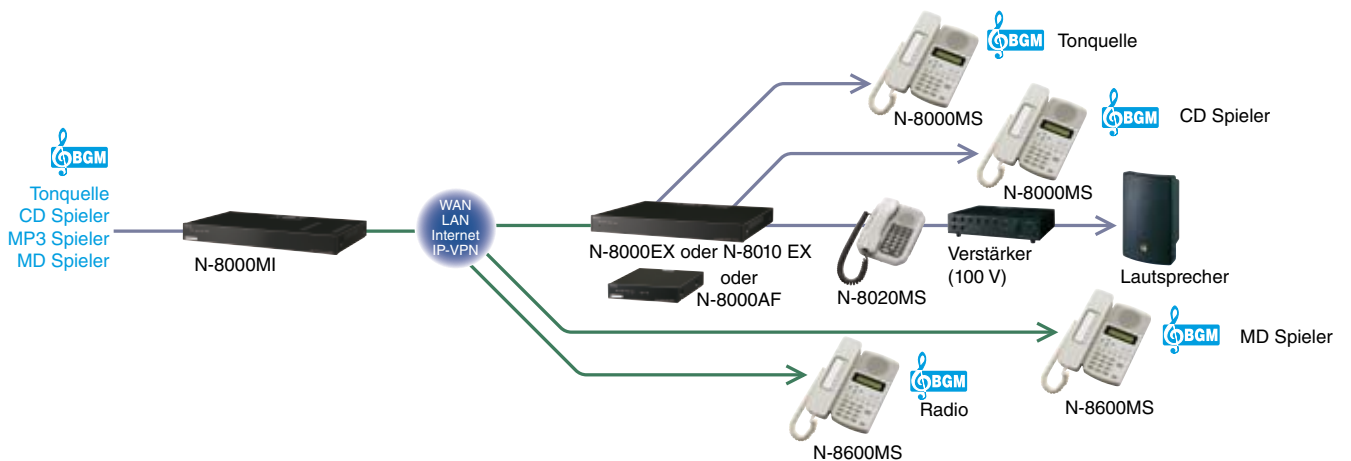 BGM
Tonquelle
N-8000MS
BGM
CD Spieler
N-8000MS
BGM
Tonquelle
CD Spieler
MP3 Spieler
MD Spieler
N-8000MI
WAN
LAN
Internet
IP-VPN
N-8000EX oder N-8010 EX
oder
N-8000AF
N-8020MS
Verstärker
(100 V)
Lautsprecher
BGM
MD Spieler
N-8600MS
BGM
Radio
N-8600MS